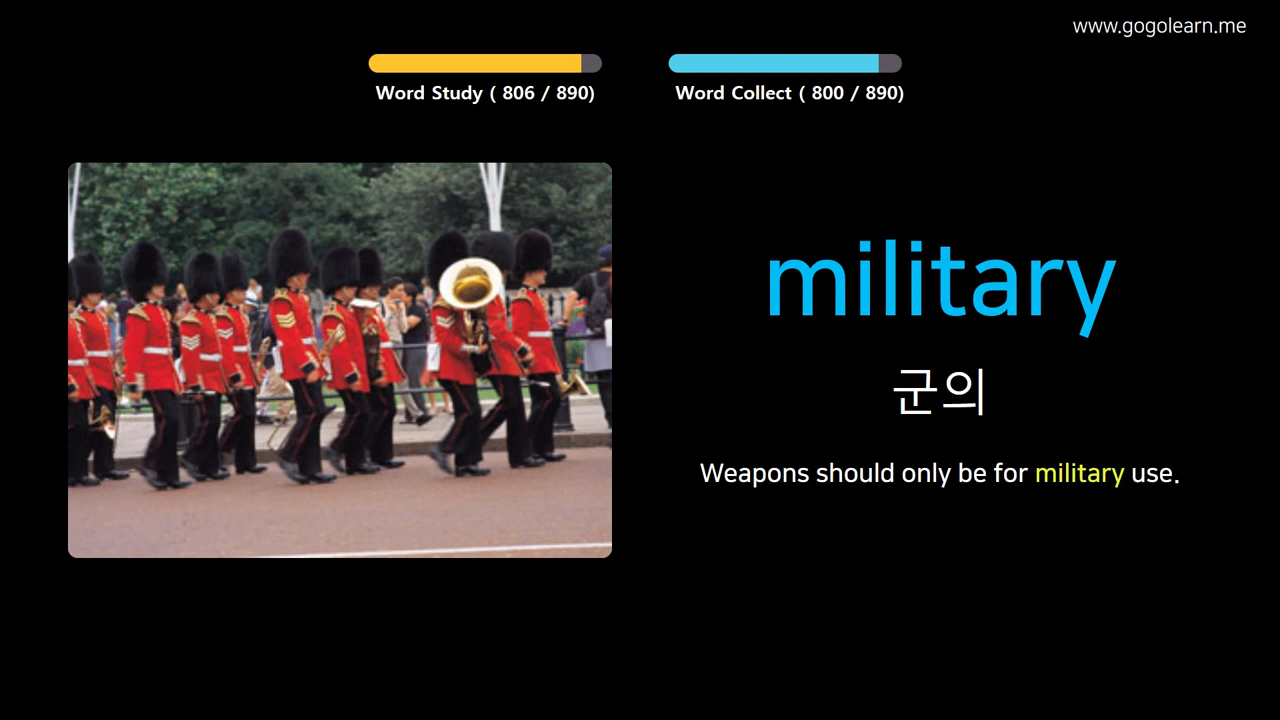 www.gogolearn.me
Word Study ( 806 / 890)
Word Collect ( 800 / 890)
military
군의
Weapons should only be for military use.